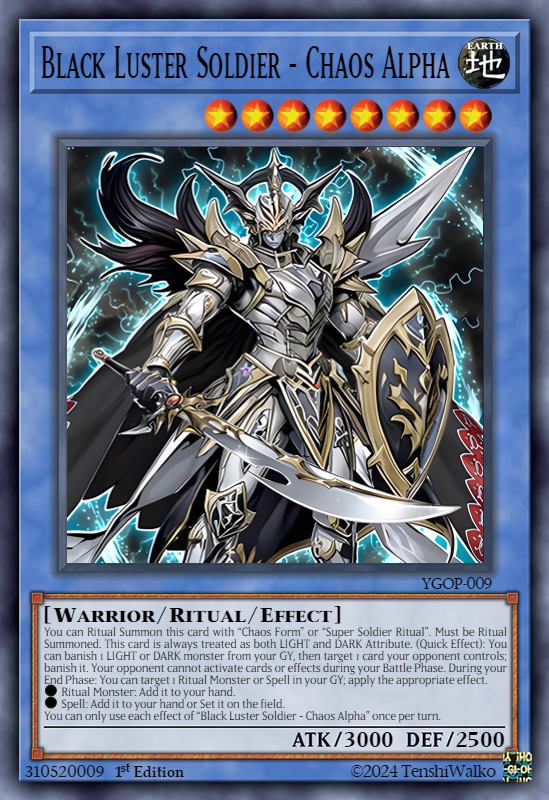 Black Luster Soldier - Chaos Alpha
EARTH
地
YGOP-009
[Warrior/Ritual/Effect]
You can Ritual Summon this card with “Chaos Form” or “Super Soldier Ritual”. Must be Ritual
Summoned. This card is always treated as both LIGHT and DARK Attribute. (Quick Effect): You
can banish 1 LIGHT or DARK monster from your GY, then target 1 card your opponent controls;
banish it. Your opponent cannot activate cards or effects during your Battle Phase. During your
End Phase: You can target 1 Ritual Monster or Spell in your GY; apply the appropriate effect.
● Ritual Monster: Add it to your hand.
● Spell: Add it to your hand or Set it on the field.
You can only use each effect of “Black Luster Soldier - Chaos Alpha” once per turn.
ATK/3000 DEF/2500
310520009 1st Edition ©2024 TenshiWalko